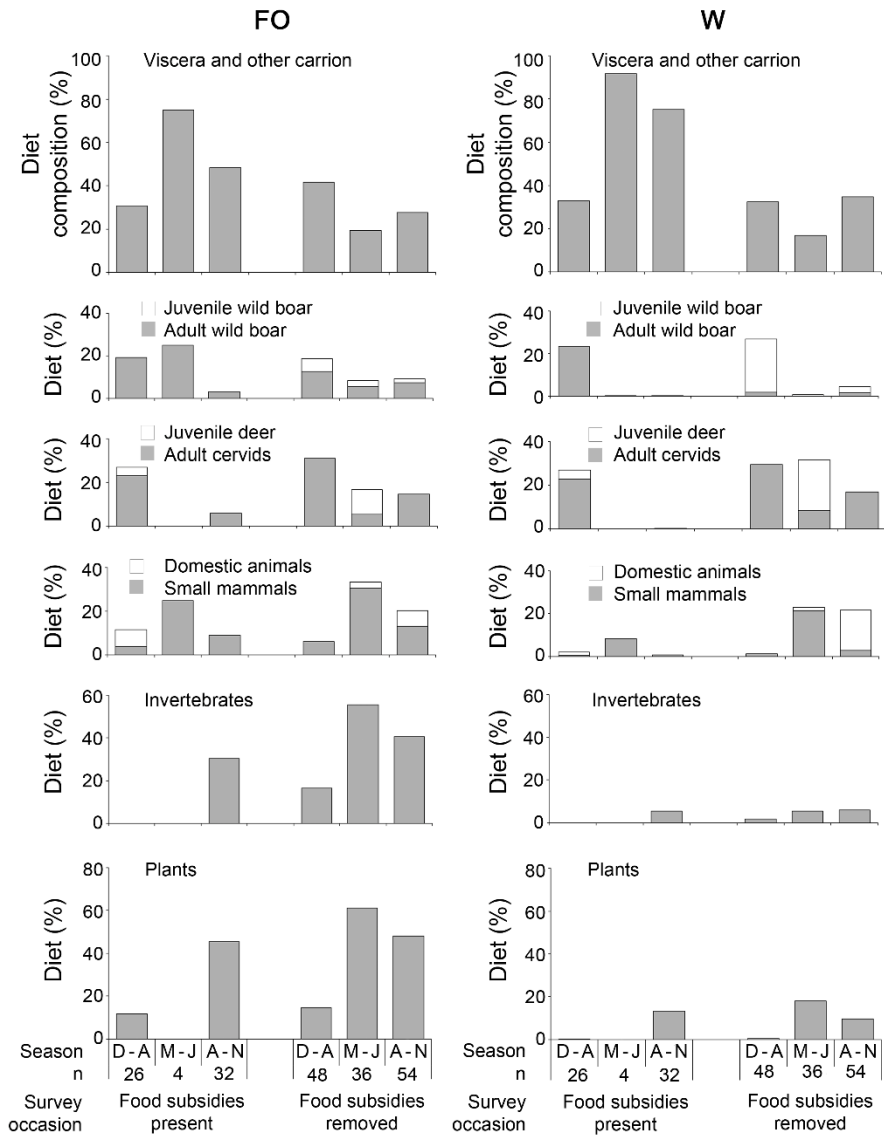 FO
W
Viscera and other carrion
Diet
composition (%)
100
80
60
40
20
0
Viscera and other carrion
Diet
composition (%)
100
80
60
40
20
0
Juvenile wild boar
Adult wild boar
Diet (%)
40
20
0
Juvenile wild boar
Adult wild boar
Diet (%)
40
20
0
Juvenile deer
Adult cervids
Diet (%)
40
20
0
Juvenile deer
Adult cervids
Diet (%)
40
20
0
Domestic animals
Small mammals
Diet (%)
40
20
0
Domestic animals
Small mammals
Diet (%)
40
20
0
Invertebrates
Diet (%)
60
40
20
0
Invertebrates
Diet (%)
60
40
20
0
Plants
Diet (%)
80
60
40
20
0
Plants
Diet (%)
80
60
40
20
0
Season D - A M - J A - N D - A M - J A - N
n 26 4 32 48 36 54
Survey occasion Food subsidies present Food subsidies removed
Season D - A M - J A - N D - A M - J A - N
n 26 4 32 48 36 54
Survey occasion Food subsidies present Food subsidies removed